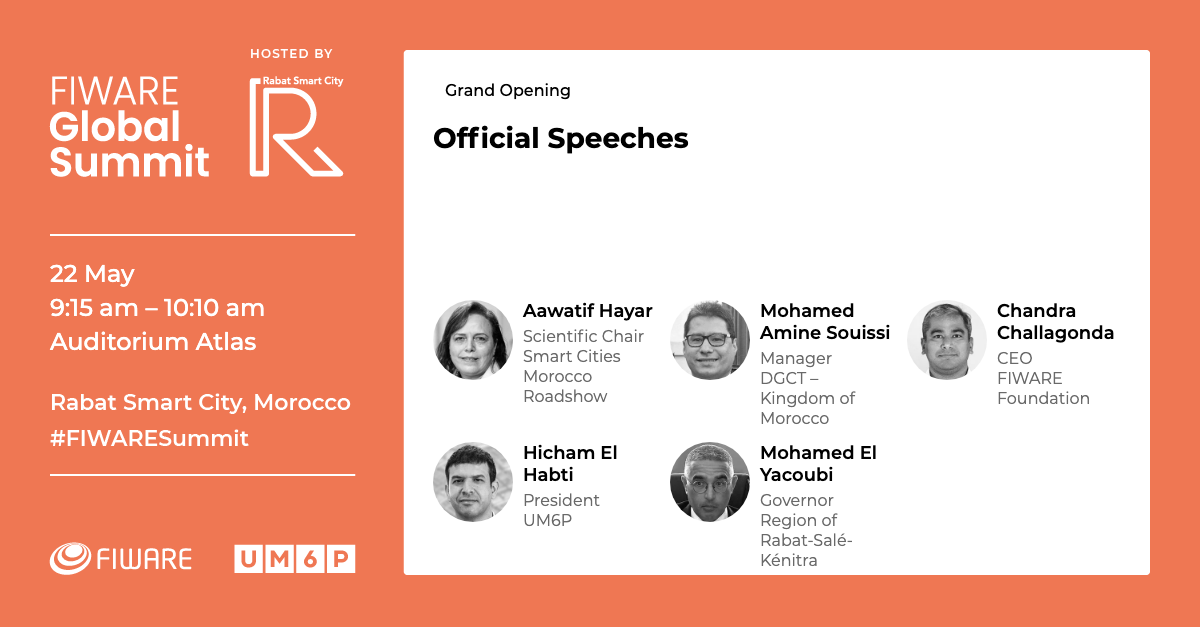 HOSTED BY
FIWARE
Global
Summit
Rabat Smart City
R
22 May
9:15 am – 10:10 am
Auditorium Atlas
Rabat Smart City, Morocco
#FIWARESummit
FIWARE
UM6P
Grand Opening
Official Speeches
Aawatif Hayar
Scientific Chair
Smart Cities
Morocco
Roadshow
Mohamed
Amine Souissi
Manager
DGCT –
Kingdom of
Morocco
Chandra
Challagonda
CEO
FIWARE
Foundation
Hicham El
Habti
President
UM6P
Mohamed El
Yacoubi
Governor
Region of
Rabat-Salé-
Kénitra